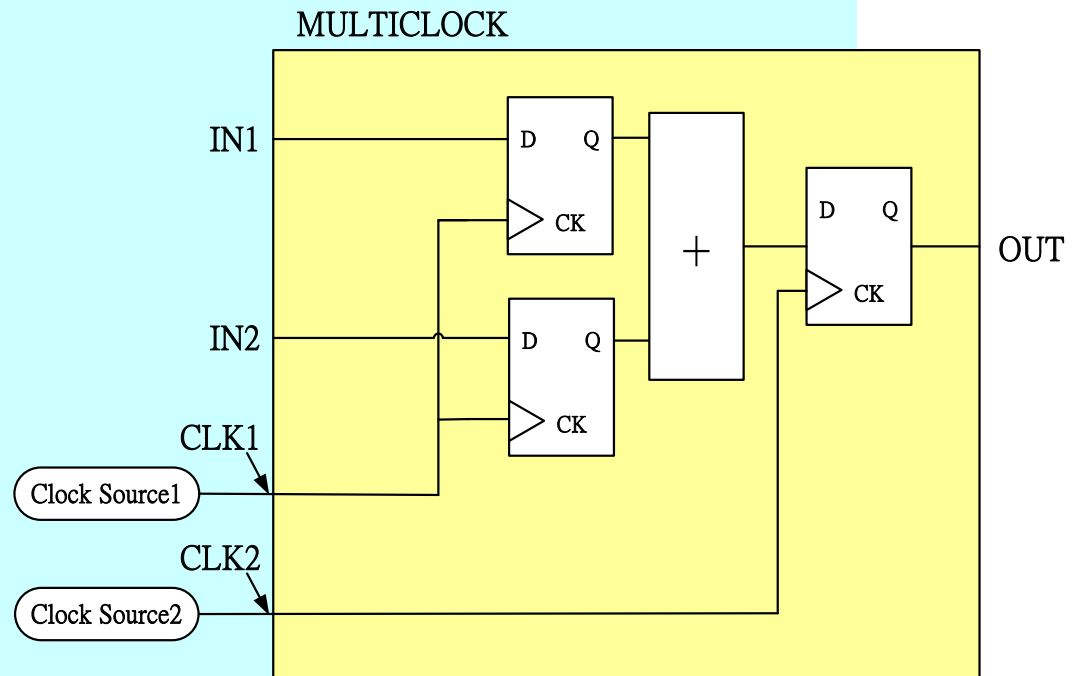 MULTICLOCK
IN1
D
Q
CK
+
D
Q
CK
OUT
IN2
D
Q
CK
CLK1
Clock Source1
CLK2
Clock Source2